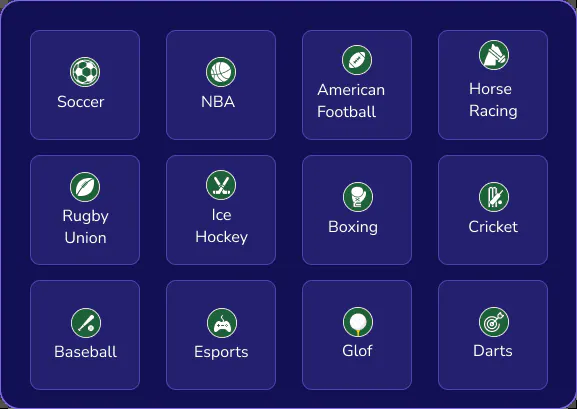 Soccer
NBA
American
Football
Horse
Racing
Rugby
Union
Ice
Hockey
Boxing
Cricket
Baseball
Esports
Glof
Darts